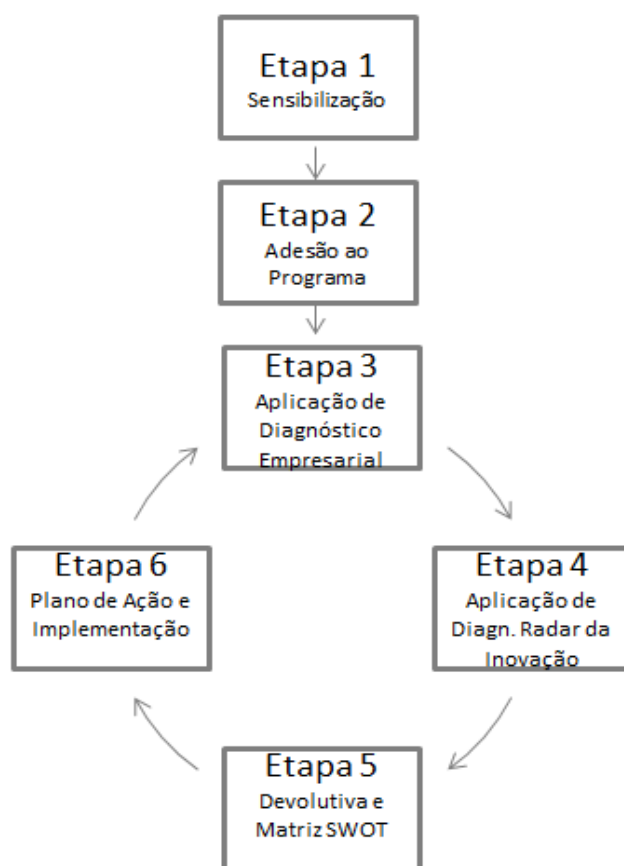 Etapa 1
Sensibilização
Etapa 2
Adesão ao
Programa
Etapa 3
Aplicação de
Diagnóstico
Empresarial
Etapa 4
Aplicação de
Diagn. Radar da
Inovação
Etapa 5
Devolutiva e
Matriz SWOT
Etapa 6
Plano de Ação e
Implementação